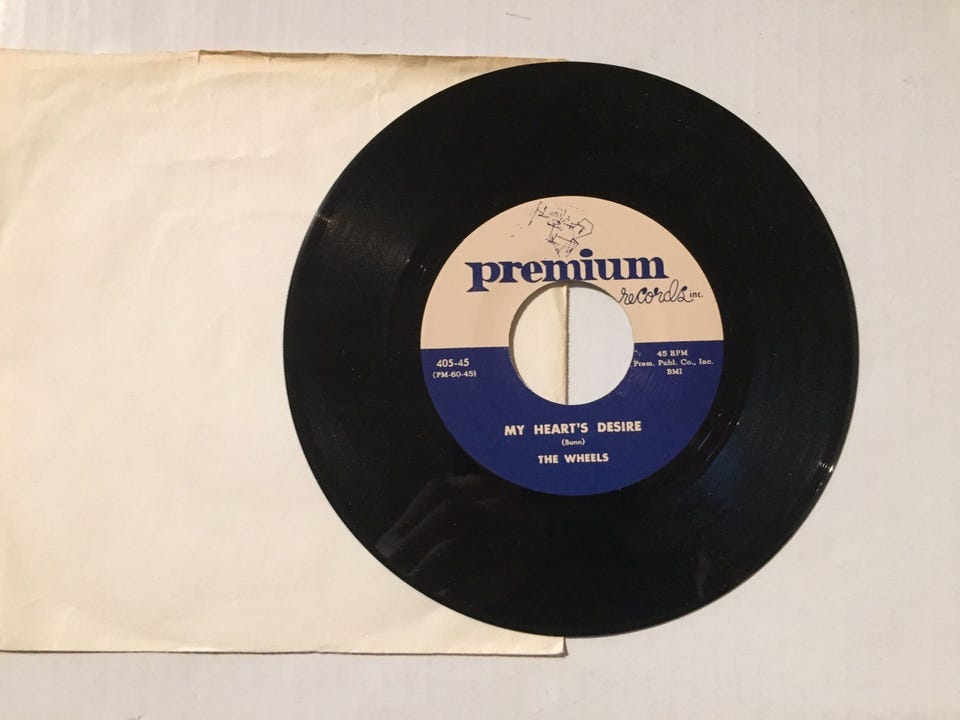 premium
records inc.
405-45
(PM-60-45)
45 RPM
Prem. Publ. Co., Inc.
BMI
MY HEART'S DESIRE
(Bunn)
THE WHEELS